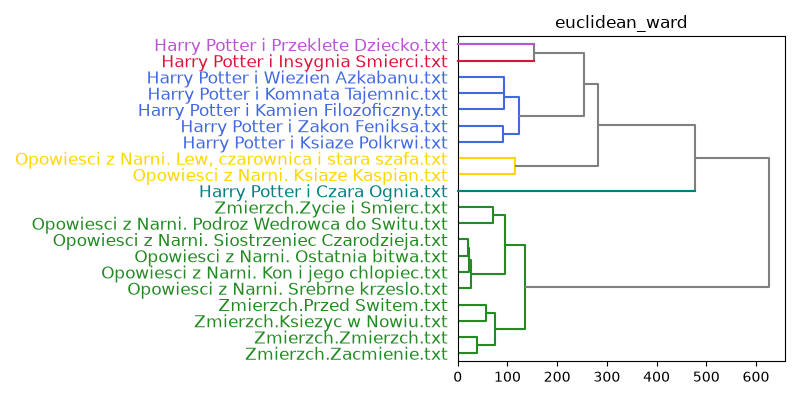 euclidean_ward
Harry Potter i Przeklete Dziecko.txt
Harry Potter i Insygnia Smierci.txt
Harry Potter i Wiezien Azkabanu.txt
Harry Potter i Komnata Tajemnic.txt
Harry Potter i Kamien Filozoficzny.txt
Harry Potter i Zakon Feniksa.txt
Harry Potter i Ksiaze Polkrwi.txt
Opowiesci z Narni. Lew, czarownica i stara szafa.txt
Opowiesci z Narni. Ksiaze Kaspian.txt
Harry Potter i Czara Ognia.txt
Zmierzch.Zycie i Smierc.txt
Opowiesci z Narni. Podroz Wedrowca do Switu.txt
Opowiesci z Narni. Siostrzeniec Czarodzieja.txt
Opowiesci z Narni. Ostatnia bitwa.txt
Opowiesci z Narni. Kon i jego chlopiec.txt
Opowiesci z Narni. Srebrne krzeslo.txt
Zmierzch.Przed Switem.txt
Zmierzch.Ksiezyc w Nowiu.txt
Zmierzch.Zmierzch.txt
Zmierzch.Zacmienie.txt
0 100 200 300 400 500 600